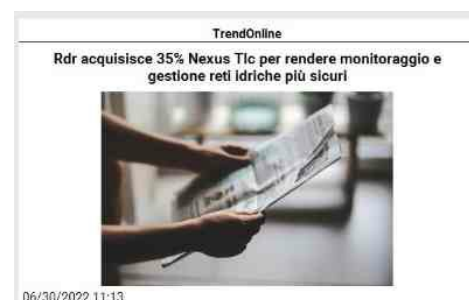 TrendOnline
Rdr acquisisce 35% Nexus Tlc per rendere monitoraggio e
gestione reti idriche più sicuri
06/30/2022 11:13